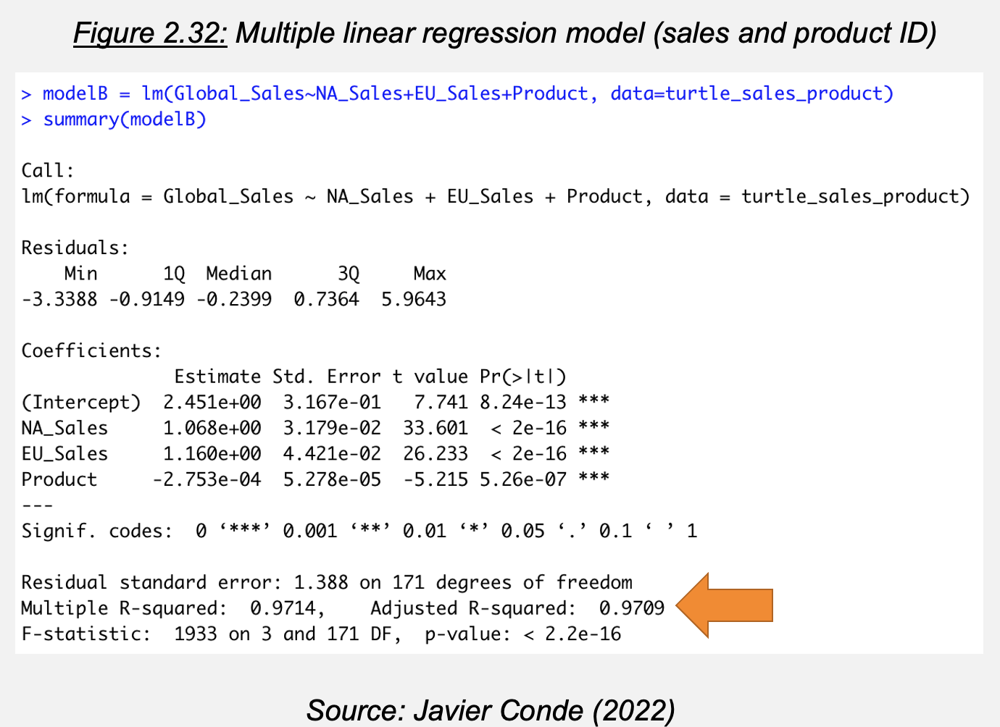 Figure 2.32: Multiple linear regression model (sales and product ID)
> modelB = lm(Global_Sales~NA_Sales+EU_Sales+Product, data=turtle_sales_product)
> summary(modelB)
Call:
lm(formula = Global_Sales ~ NA_Sales + EU_Sales + Product, data = turtle_sales_product)
Residuals:
    Min      1Q  Median      3Q     Max
-3.3388 -0.9149 -0.2399  0.7364  5.9643
Coefficients:
              Estimate Std. Error t value Pr(>|t|)
(Intercept)  2.451e+00  3.167e-01   7.741 8.24e-13 ***
NA_Sales     1.068e+00  3.179e-02  33.601  < 2e-16 ***
EU_Sales     1.160e+00  4.421e-02  26.233  < 2e-16 ***
Product     -2.753e-04  5.278e-05  -5.215 5.26e-07 ***
---
Signif. codes:  0 ‘***’ 0.001 ‘**’ 0.01 ‘*’ 0.05 ‘.’ 0.1 ‘ ’ 1
Residual standard error: 1.388 on 171 degrees of freedom
Multiple R-squared:  0.9714,    Adjusted R-squared:  0.9709
F-statistic:  1933 on 3 and 171 DF,  p-value: < 2.2e-16
Source: Javier Conde (2022)